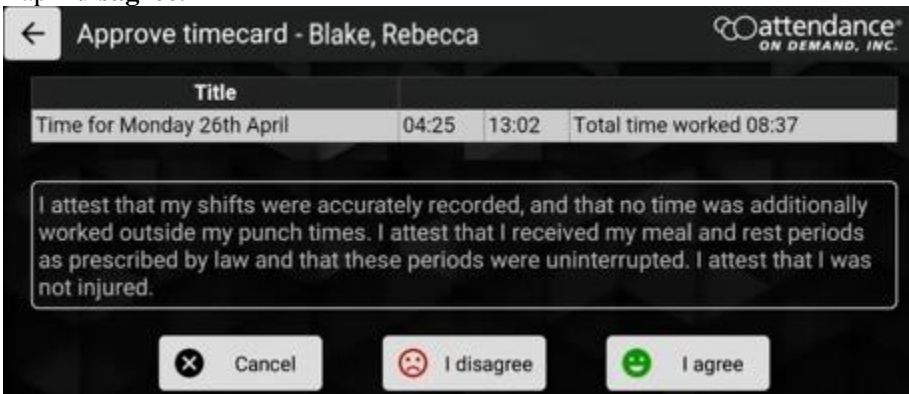 Approve timecard - Blake, Rebecca
attendance®
ON DEMAND, INC.
Title
Time for Monday 26th April 04:25 13:02 Total time worked 08:37
I attest that my shifts were accurately recorded, and that no time was additionally
worked outside my punch times. I attest that I received my meal and rest periods
as prescribed by law and that these periods were uninterrupted. I attest that I was
not injured.
Cancel I disagree I agree